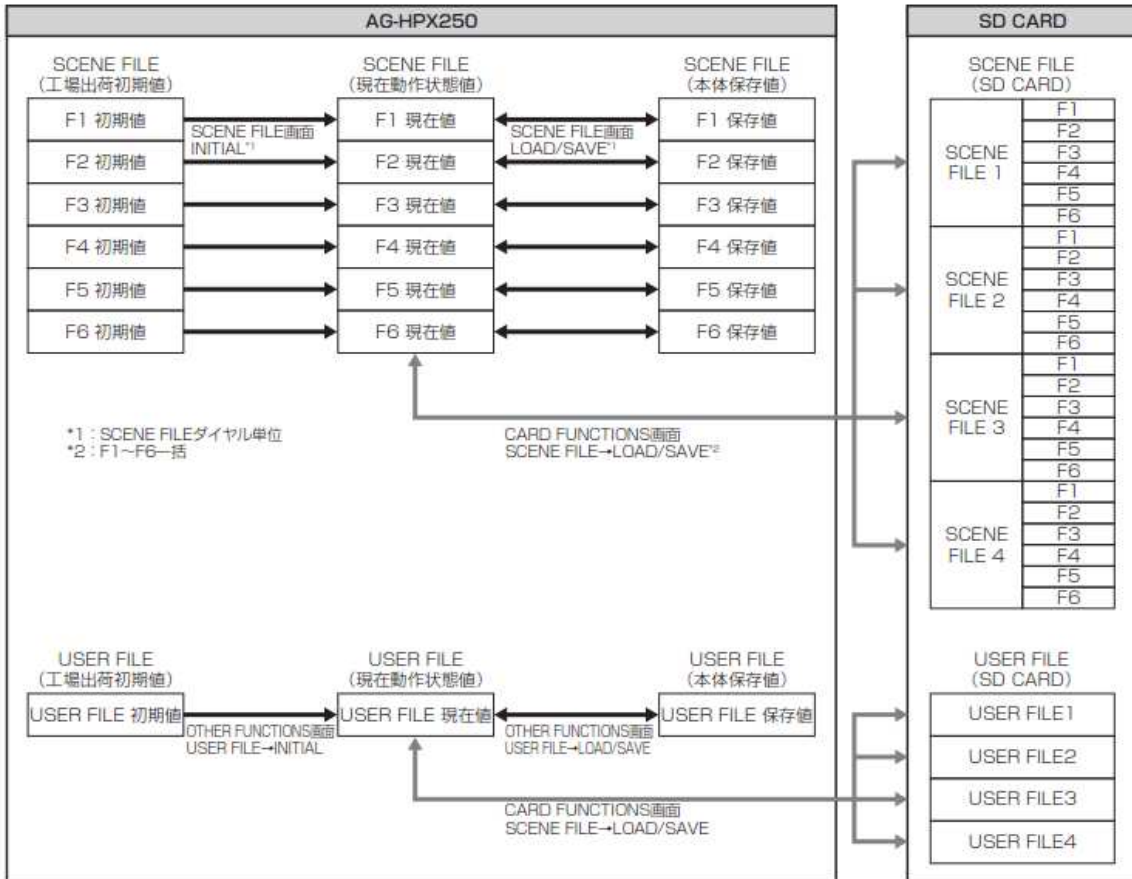 AG-HPX250
SD CARD
SCENE FILE
(工場出荷初期値)
SCENE FILE
(現在動作状態値)
SCENE FILE
(本体保存値)
SCENE FILE
(SD CARD)
F1 初期値
F2 初期値
F3 初期値
F4 初期値
F5 初期値
F6 初期値
SCENE FILE画面
INITIAL*1
F1 現在値
F2 現在値
F3 現在値
F4 現在値
F5 現在値
F6 現在値
SCENE FILE画面
LOAD/SAVE*1
F1 保存値
F2 保存値
F3 保存値
F4 保存値
F5 保存値
F6 保存値
SCENE
FILE 1
F1
F2
F3
F4
F5
F6
SCENE
FILE 2
F1
F2
F3
F4
F5
F6
SCENE
FILE 3
F1
F2
F3
F4
F5
F6
SCENE
FILE 4
F1
F2
F3
F4
F5
F6
*1：SCENE FILEダイヤル単位
*2：F1～F6一括
CARD FUNCTIONS画面
SCENE FILE→LOAD/SAVE*2
USER FILE
(工場出荷初期値)
USER FILE
(現在動作状態値)
USER FILE
(本体保存値)
USER FILE
(SD CARD)
USER FILE 初期値
OTHER FUNCTIONS画面
USER FILE→INITIAL
USER FILE 現在値
OTHER FUNCTIONS画面
USER FILE→LOAD/SAVE
USER FILE 保存値
USER FILE1
USER FILE2
USER FILE3
USER FILE4
CARD FUNCTIONS画面
SCENE FILE→LOAD/SAVE